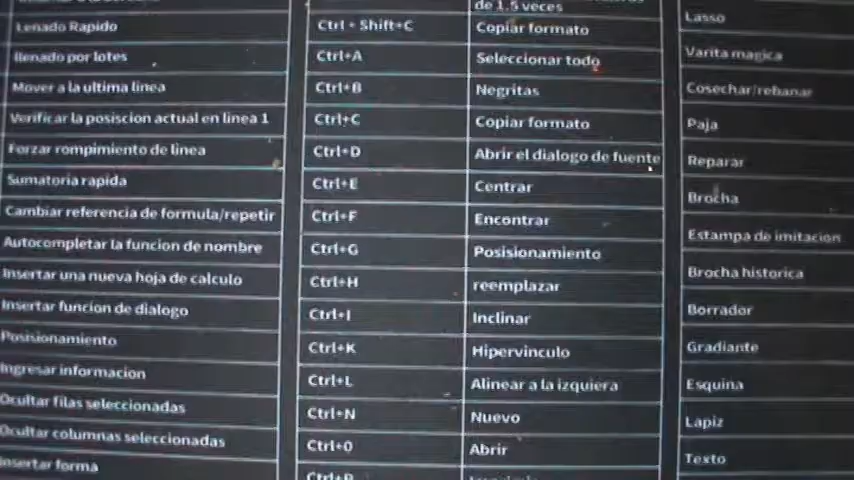 de 1.5 veces
Lenado Rapido
llenado por lotes
Mover a la ultima linea
Verificar la posiscion actual en linea 1
Forzar rompimiento de linea
Sumatoria rapida
Cambiar referencia de formula/repetir
Autocompletar la funcion de nombre
Insertar una nueva hoja de calculo
Insertar funcion de dialogo
Posisionamiento
Ingresar informacion
Ocultar filas seleccionadas
Ocultar columnas seleccionadas
Insertar forma
Ctrl + Shift+C Copiar formato
Ctrl+A Seleccionar todo
Ctrl+B Negritas
Ctrl+C Copiar formato
Ctrl+D Abrir el dialogo de fuente
Ctrl+E Centrar
Ctrl+F Encontrar
Ctrl+G Posisionamiento
Ctrl+H reemplazar
Ctrl+I Inclinar
Ctrl+K Hipervinculo
Ctrl+L Alinear a la izquiera
Ctrl+N Nuevo
Ctrl+O Abrir
Lasso
Varita magica
Cosechar/rebanar
Paja
Reparar
Brocha
Estampa de imitacion
Brocha historica
Borrador
Gradiante
Esquina
Lapiz
Texto